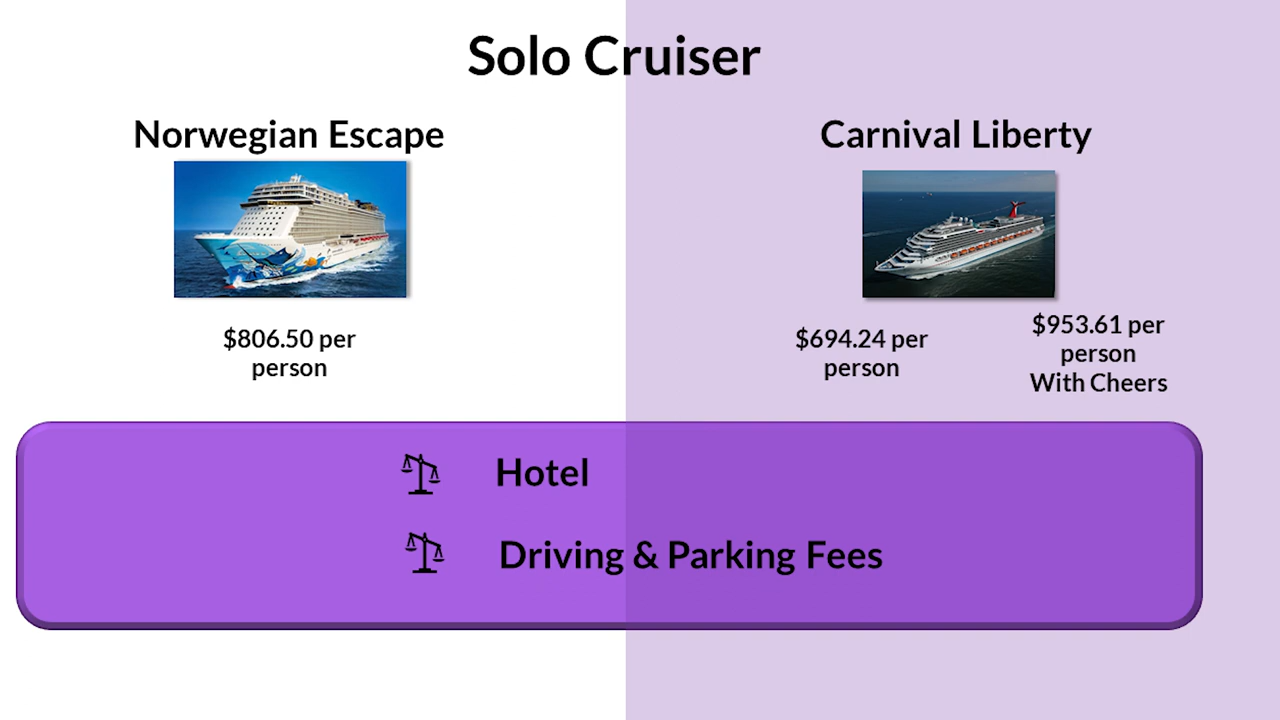 Solo Cruiser
Norwegian Escape
$806.50 per
person
Carnival Liberty
$694.24 per
person
$953.61 per
person
With Cheers
Hotel
Driving & Parking Fees